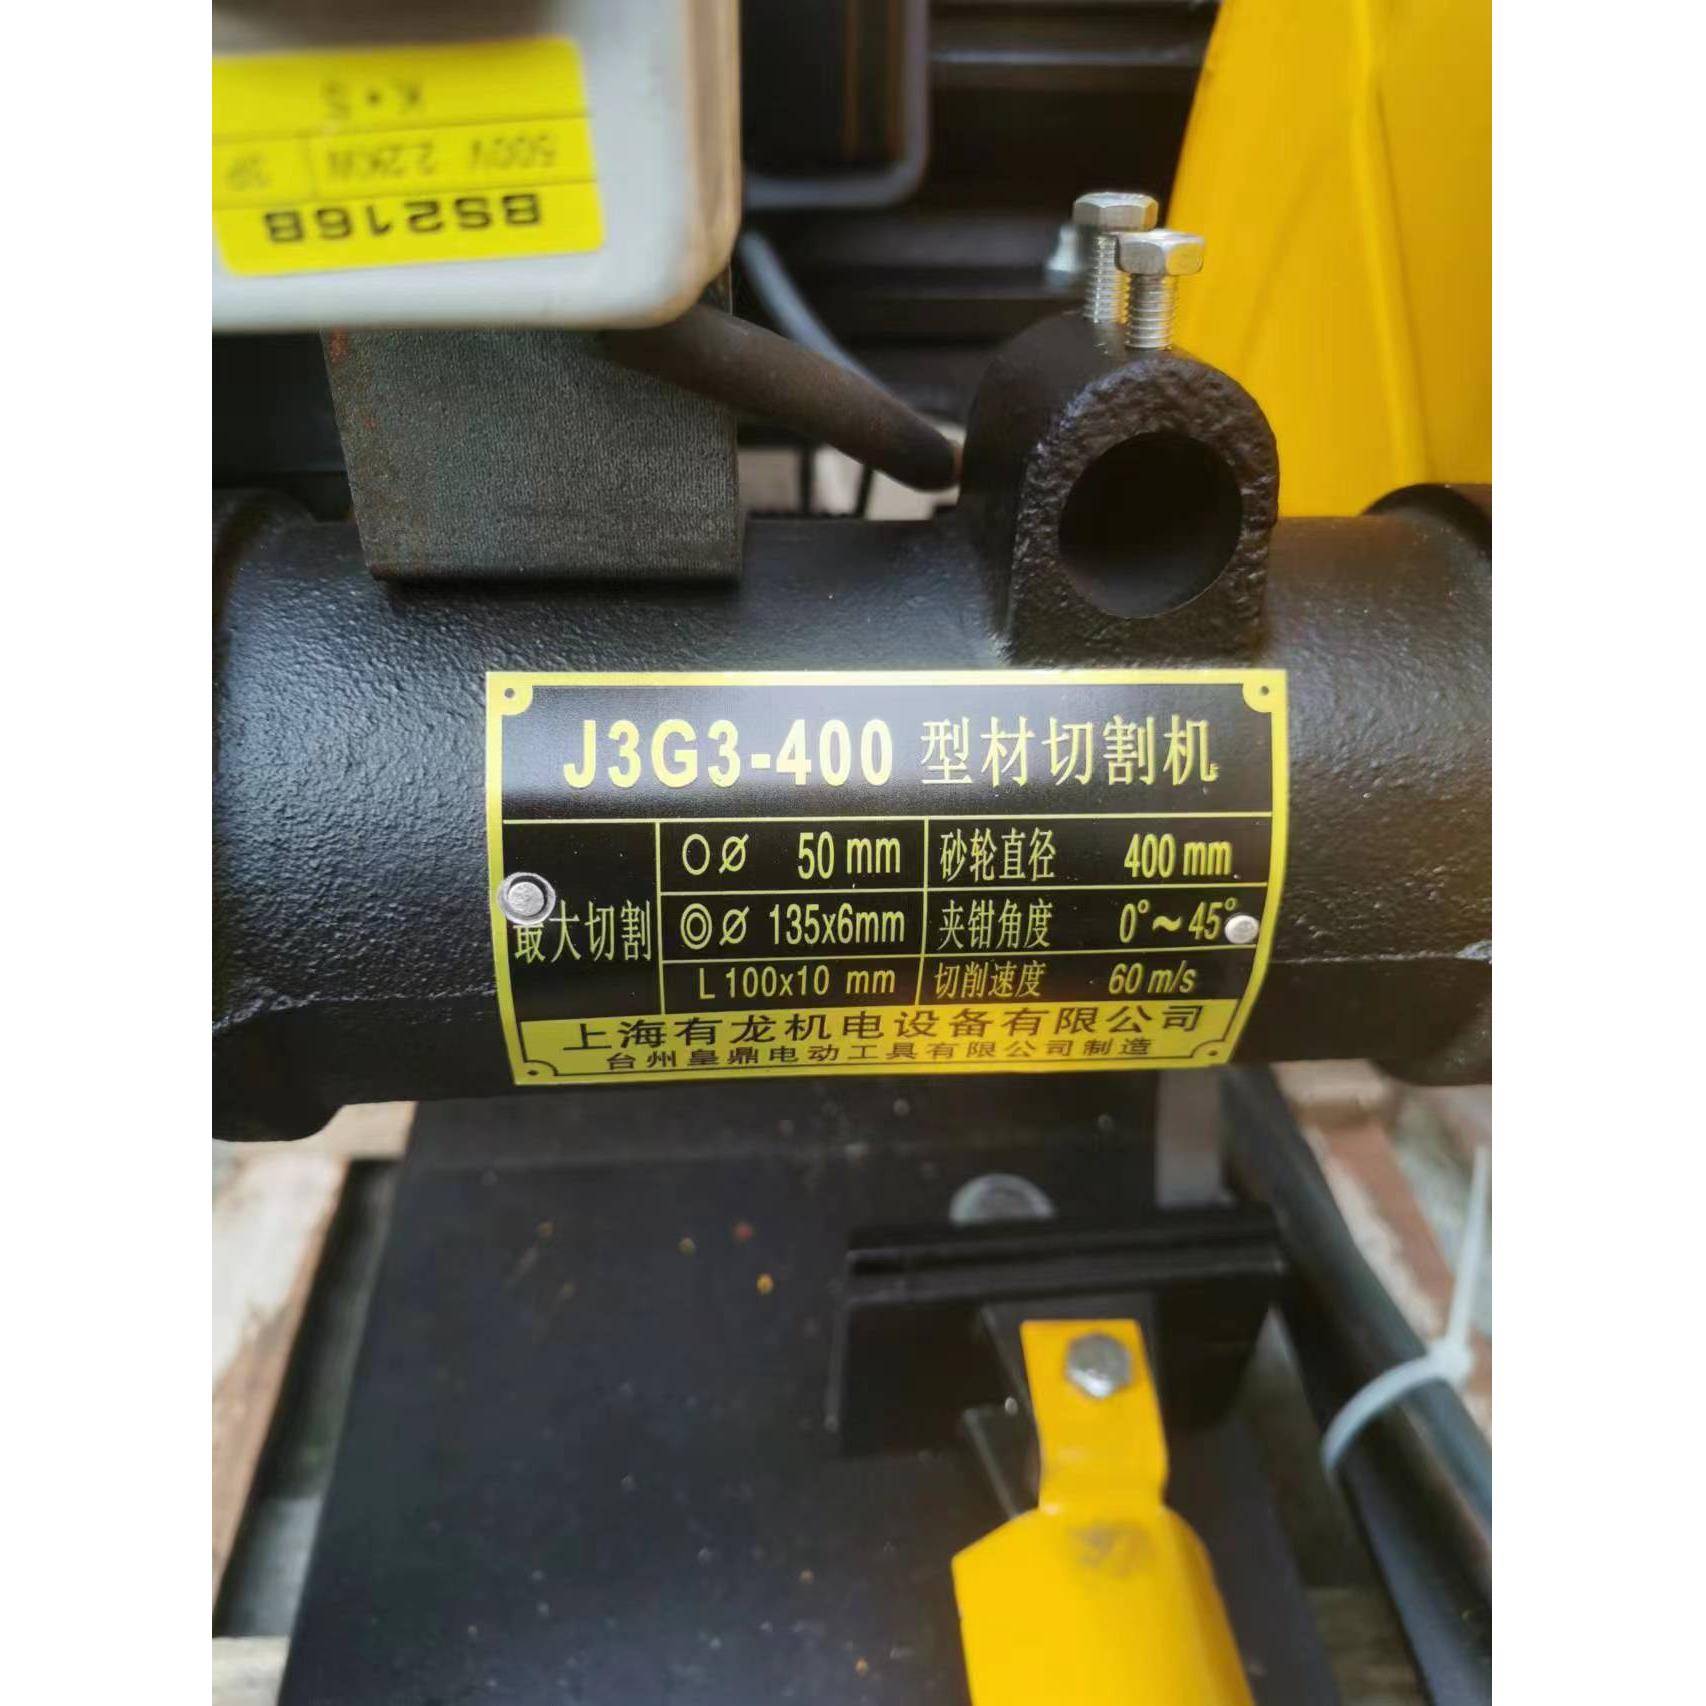 K•S
500V 2.2KW 3P
BS216B
J3G3-400 型材切割机
最大切割
○ Ø 50 mm
◎ Ø 135x6mm
L 100x10 mm
砂轮直径 400 mm
夹钳角度 0°~45°
切削速度 60 m/s
上海有龙机电设备有限公司
台州皇鼎电动工具有限公司制造